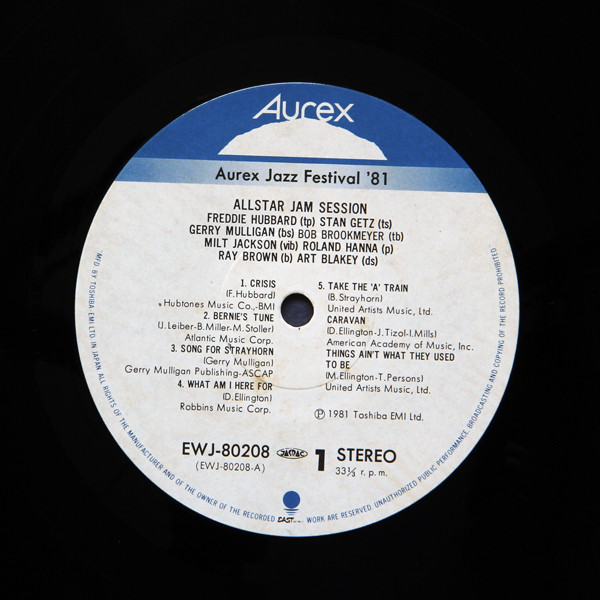 Aurex
Aurex Jazz Festival '81
ALLSTAR JAM SESSION
FREDDIE HUBBARD (tp) STAN GETZ (ts)
GERRY MULLIGAN (bs) BOB BROOKMEYER (tb)
MILT JACKSON (vib) ROLAND HANNA (p)
RAY BROWN (b) ART BLAKEY (ds)
1. CRISIS
(F.Hubbard)
Hubtones Music Co.,-BMI
2. BERNIE'S TUNE
(J.Leiber-B.Miller-M.Stoller)
Atlantic Music Corp.
3. SONG FOR STRAYHORN
(Gerry Mulligan)
Gerry Mulligan Publishing-ASCAP
4. WHAT AM I HERE FOR
(D.Ellington)
Robbins Music Corp.
5. TAKE THE 'A' TRAIN
(B.Strayhorn)
United Artists Music, Ltd.
CARAVAN
(D.Ellington-J.Tizol-I.Mills)
American Academy of Music, Inc.
THINGS AIN'T WHAT THEY USED
TO BE
(M.Ellington-T.Persons)
United Artists Music, Ltd.
Ⓟ 1981 Toshiba EMI Ltd.
EWJ-80208 JASRAC 1 STEREO
(EWJ-80208-A) 33⅓ r.p.m.
EAST
M'F'D BY TOSHIBA EMI LTD. IN JAPAN ALL RIGHTS OF THE MANUFACTURER AND OF THE OWNER OF THE RECORDED WORK ARE RESERVED. UNAUTHORIZED PUBLIC PERFORMANCE, BROADCASTING AND COPYING OF THE RECORD PROHIBITED.